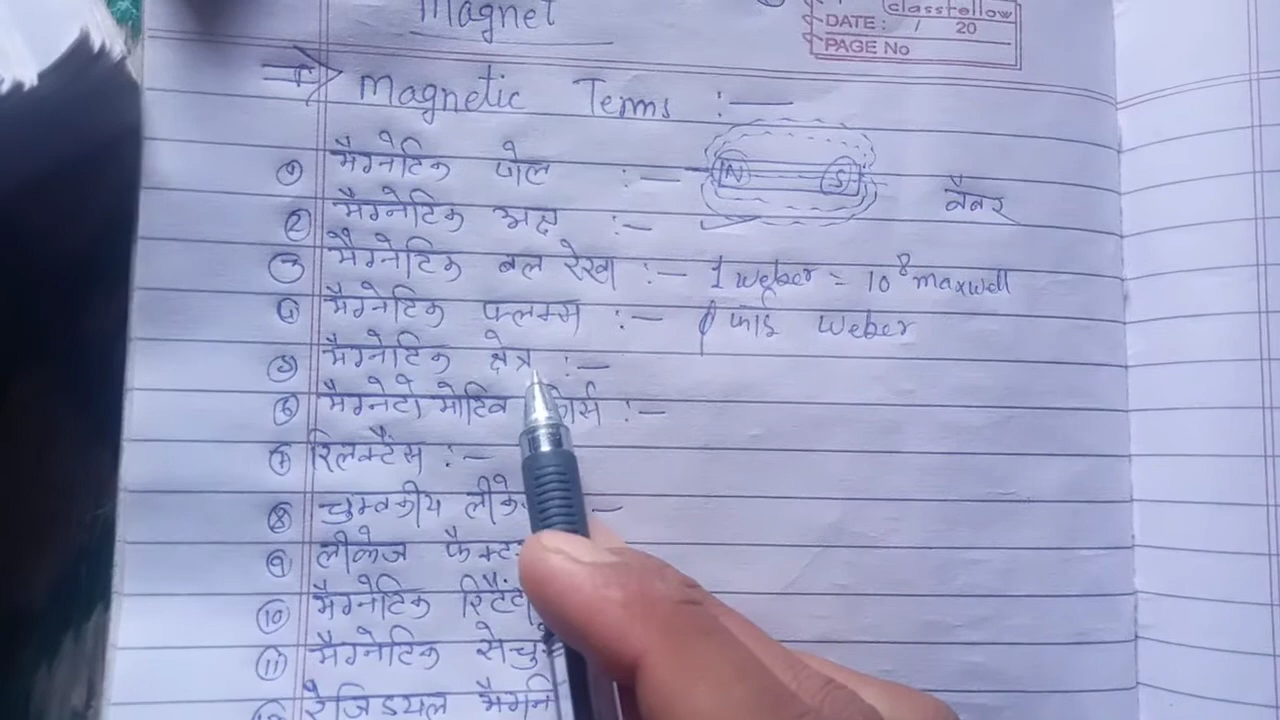 Magnet
classfellow
DATE: / 20
PAGE No
Magnetic Terms :—
① मैग्नेटिक पोल :— N S
② मैग्नेटिक अक्ष :— वैबर
③ मैग्नेटिक बल रेखा :— 1 weber = 10⁸ maxwell
④ मैग्नेटिक फ्लक्स :— ϕ फाई weber
⑤ मैग्नेटिक क्षेत्र :—
⑥ मैग्नेटो मोटिव फोर्स :—
⑦ रिलक्टैंस :—
⑧ चुम्बकीय —
⑨ लीकेज
⑩ मैग्नेटिक
⑪ मैग्नेटिक
रेजिडयल